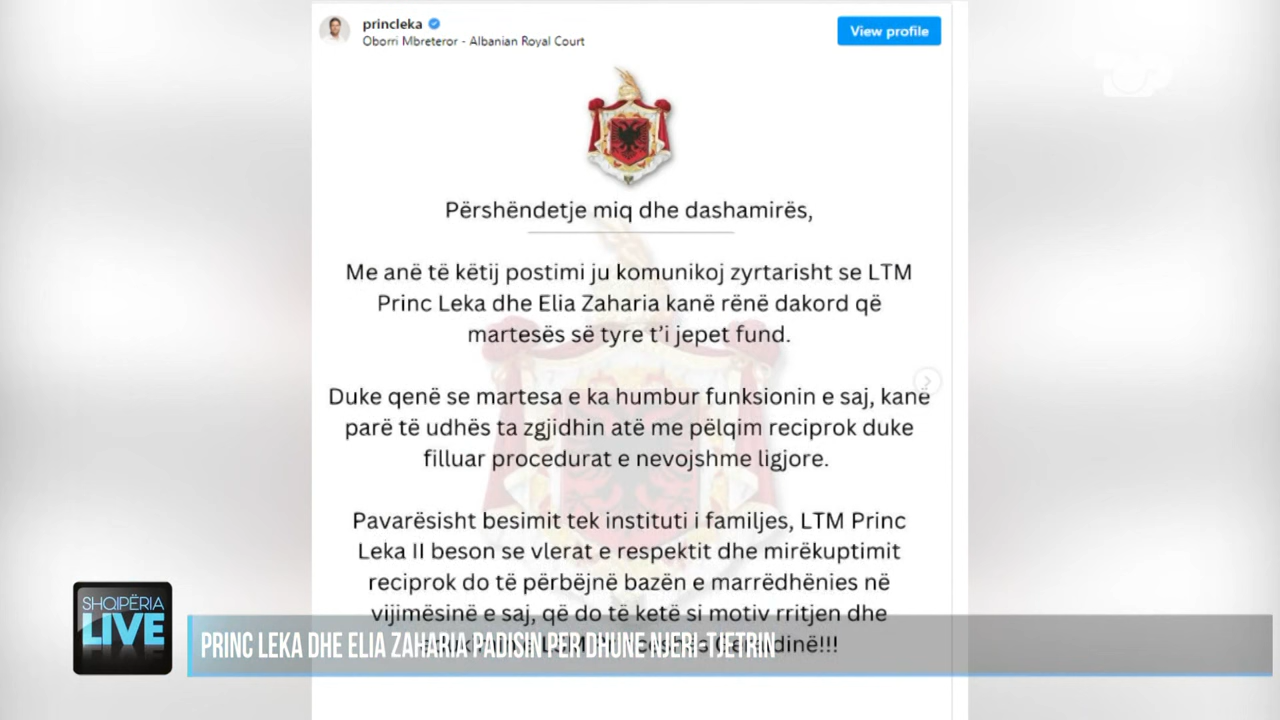 princleka
Oborri Mbreteror - Albanian Royal Court
View profile
Përshëndetje miq dhe dashamirës,
Me anë të këtij postimi ju komunikoj zyrtarisht se LTM
Princ Leka dhe Elia Zaharia kanë rënë dakord që
martesës së tyre t'i jepet fund.
Duke qenë se martesa e ka humbur funksionin e saj, kanë
parë të udhës ta zgjidhin atë me pëlqim reciprok duke
filluar procedurat e nevojshme ligjore.
Pavarësisht besimit tek instituti i familjes, LTM Princ
Leka II beson se vlerat e respektit dhe mirëkuptimit
reciprok do të përbëjnë bazën e marrëdhënies në
vijimësinë e saj, që do të ketë si motiv rritjen dhe
SHQIPËRIA
LIVE
PRINC LEKA DHE ELIA ZAHARIA PADISIN PËR DHUNË NJËRI-TJETRIN